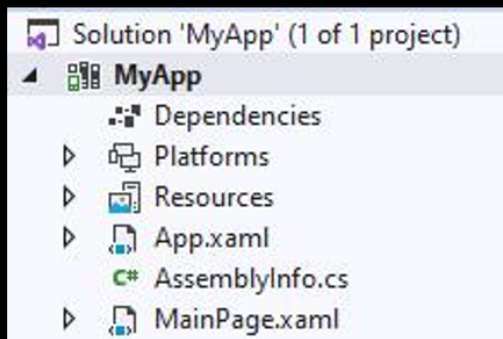 Solution 'MyApp' (1 of 1 project)
MyApp
Dependencies
Platforms
Resources
App.xaml
C# AssemblyInfo.cs
MainPage.xaml